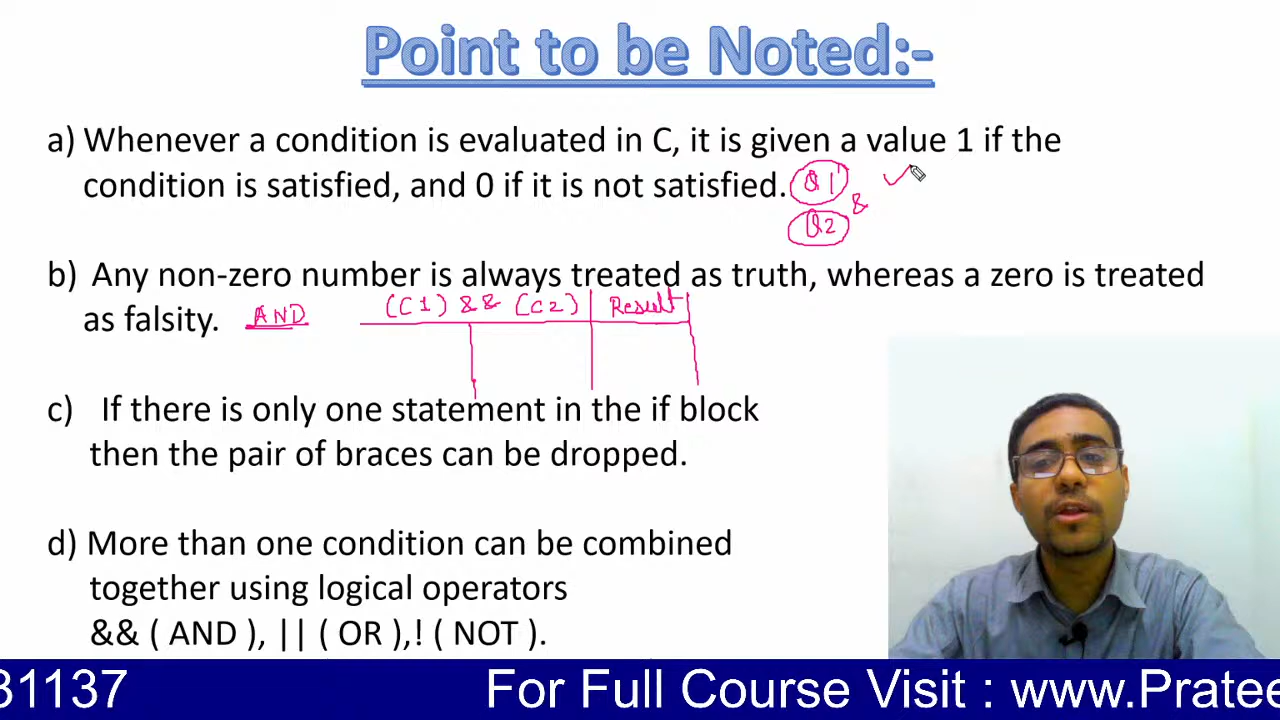 Point to be Noted:-
a) Whenever a condition is evaluated in C, it is given a value 1 if the
condition is satisfied, and 0 if it is not satisfied.
Q1
&
Q2
b) Any non-zero number is always treated as truth, whereas a zero is treated
as falsity.
AND
(C1) && (C2) Result
c) If there is only one statement in the if block
then the pair of braces can be dropped.
d) More than one condition can be combined
together using logical operators
&& ( AND ), || ( OR ),! ( NOT ).
31137 For Full Course Visit : www.Pratee